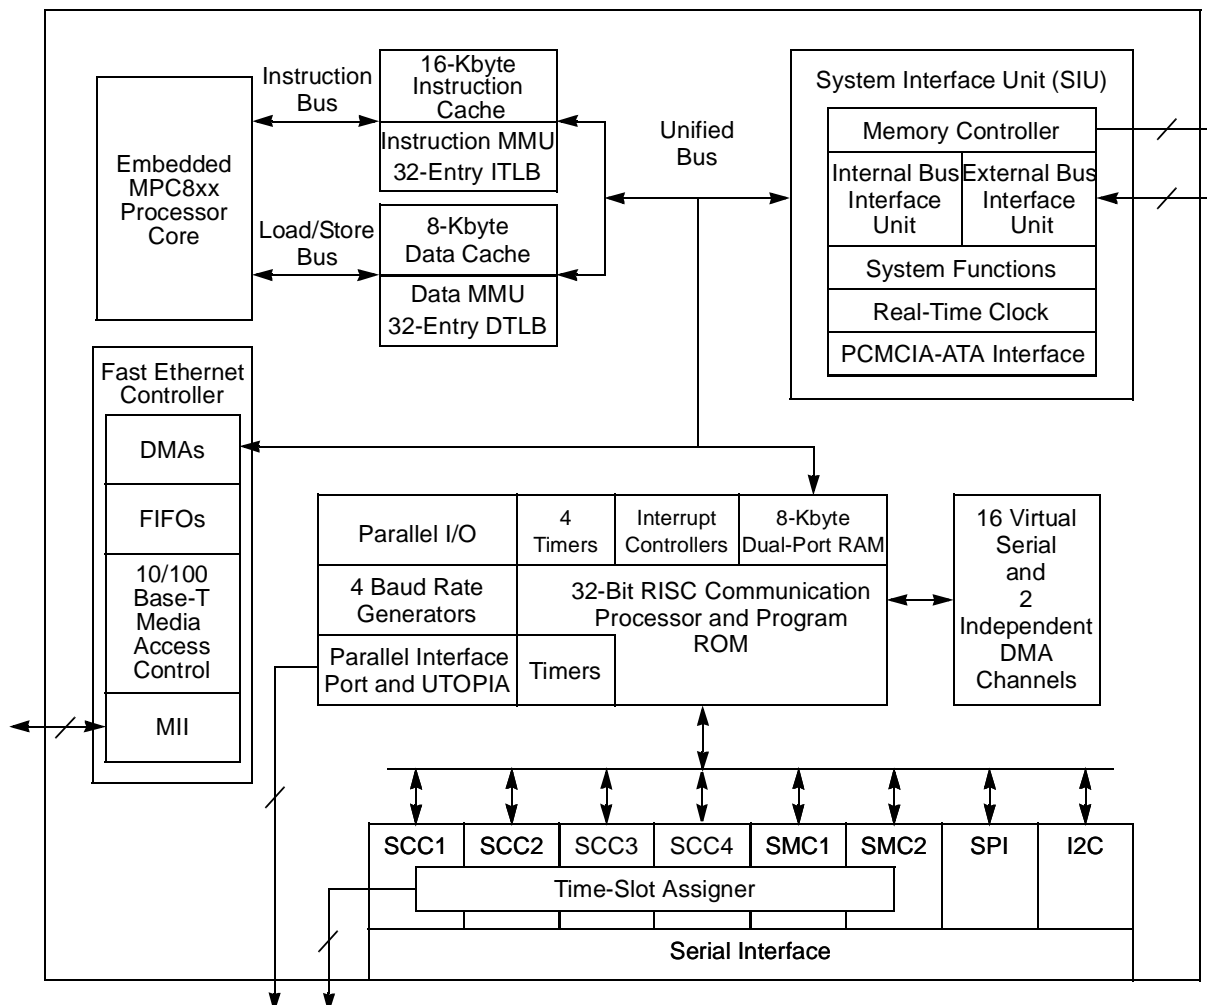 Instruction
Bus
16-Kbyte
Instruction
Cache
Instruction MMU
32-Entry ITLB
Embedded
MPC8xx
Processor
Core
Load/Store
Bus
8-Kbyte
Data Cache
Data MMU
32-Entry DTLB
Unified
Bus
System Interface Unit (SIU)
Memory Controller
Internal Bus
Interface
Unit
External Bus
Interface
Unit
System Functions
Real-Time Clock
PCMCIA-ATA Interface
Fast Ethernet
Controller
DMAs
FIFOs
10/100
Base-T
Media
Access
Control
MII
Parallel I/O
4
Timers
Interrupt
Controllers
8-Kbyte
Dual-Port RAM
4 Baud Rate
Generators
32-Bit RISC Communication
Processor and Program
ROM
Parallel Interface
Port and UTOPIA
Timers
16 Virtual
Serial
and
2
Independent
DMA
Channels
SCC1
SCC2
SCC3
SCC4
SMC1
SMC2
SPI
I2C
Time-Slot Assigner
Serial Interface